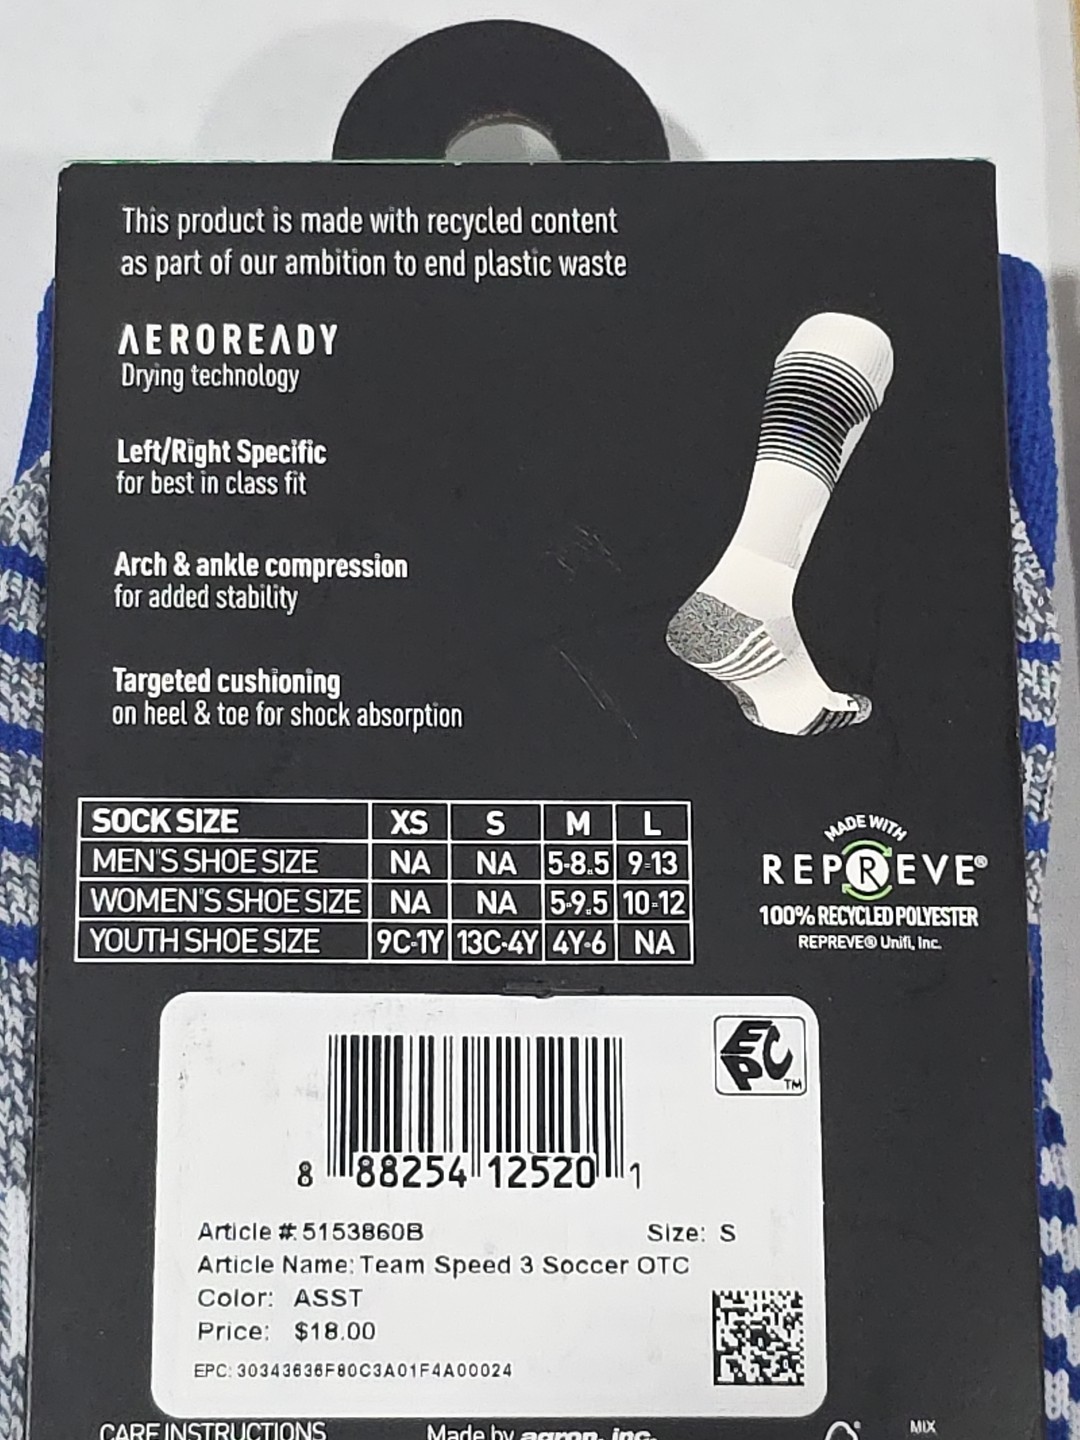 This product is made with recycled content
as part of our ambition to end plastic waste
AEROREADY
Drying technology
Left/Right Specific
for best in class fit
Arch & ankle compression
for added stability
Targeted cushioning
on heel & toe for shock absorption
SOCK SIZE XS S M L
MEN'S SHOE SIZE NA NA 5-8.5 9-13
WOMEN'S SHOE SIZE NA NA 5-9.5 10-12
YOUTH SHOE SIZE 9C-1Y 13C-4Y 4Y-6 NA
MADE WITH
REPREVE®
100% RECYCLED POLYESTER
REPREVE® Unifi, Inc.
EPC™
8 88254 12520 1
Article #: 5153860B Size: S
Article Name: Team Speed 3 Soccer OTC
Color: ASST
Price: $18.00
EPC: 30343636F80C3A01F4A00024
CARE INSTRUCTIONS Made by agron, inc. MIX